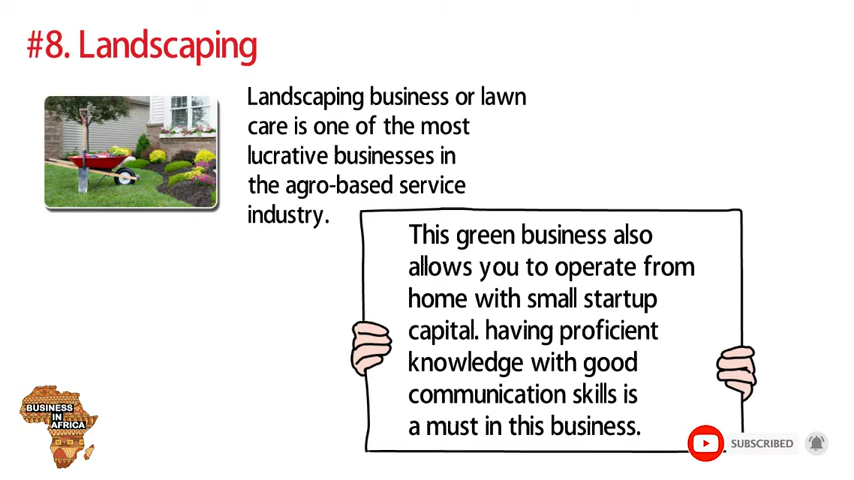 #8. Landscaping
Landscaping business or lawn
care is one of the most
lucrative businesses in
the agro-based service
industry.
This green business also
allows you to operate from
home with small startup
capital. having proficient
knowledge with good
communication skills is
a must in this business.
BUSINESS
IN
AFRICA
SUBSCRIBED